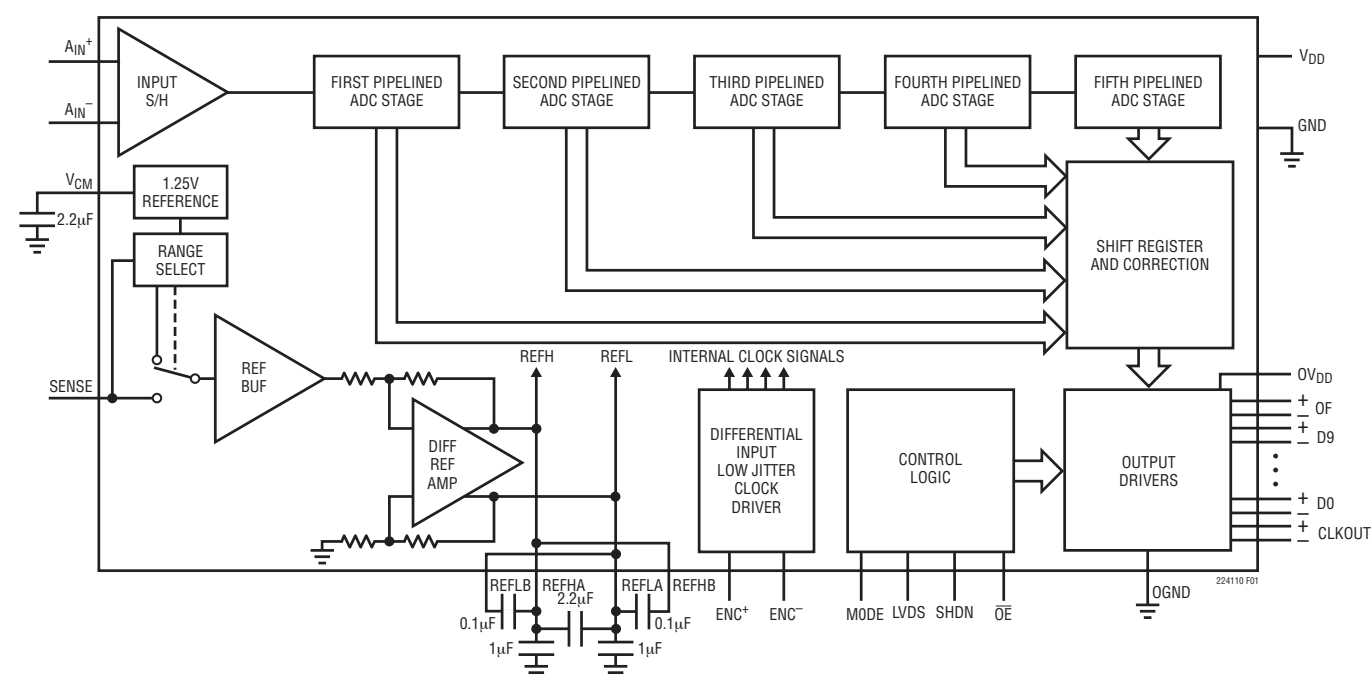 AIN+
INPUT
S/H
AIN−
FIRST PIPELINED
ADC STAGE
SECOND PIPELINED
ADC STAGE
THIRD PIPELINED
ADC STAGE
FOURTH PIPELINED
ADC STAGE
FIFTH PIPELINED
ADC STAGE
VDD
GND
VCM
2.2μF
1.25V
REFERENCE
RANGE
SELECT
SHIFT REGISTER
AND CORRECTION
SENSE
REF
BUF
REFH
REFL
INTERNAL CLOCK SIGNALS
DIFF
REF
AMP
DIFFERENTIAL
INPUT
LOW JITTER
CLOCK
DRIVER
CONTROL
LOGIC
OUTPUT
DRIVERS
OVDD
+
− OF
+
− D9
+
− D0
+
− CLKOUT
224110 F01
REFLB
REFHA
REFLA
REFHB
2.2μF
0.1μF
0.1μF
1μF
1μF
ENC+
ENC−
MODE
LVDS
SHDN
O̅E̅
OGND